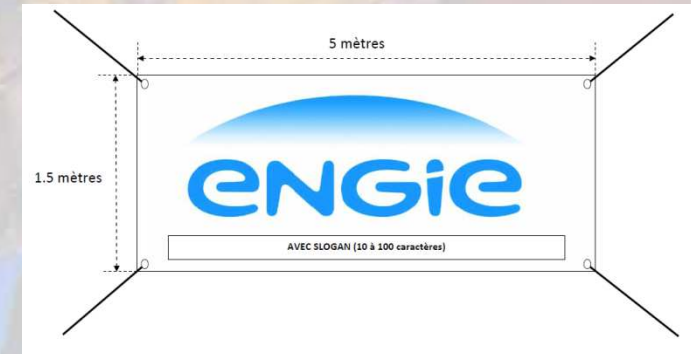 5 mètres
1.5 mètres
ENGIE
AVEC SLOGAN (10 à 100 caractères)